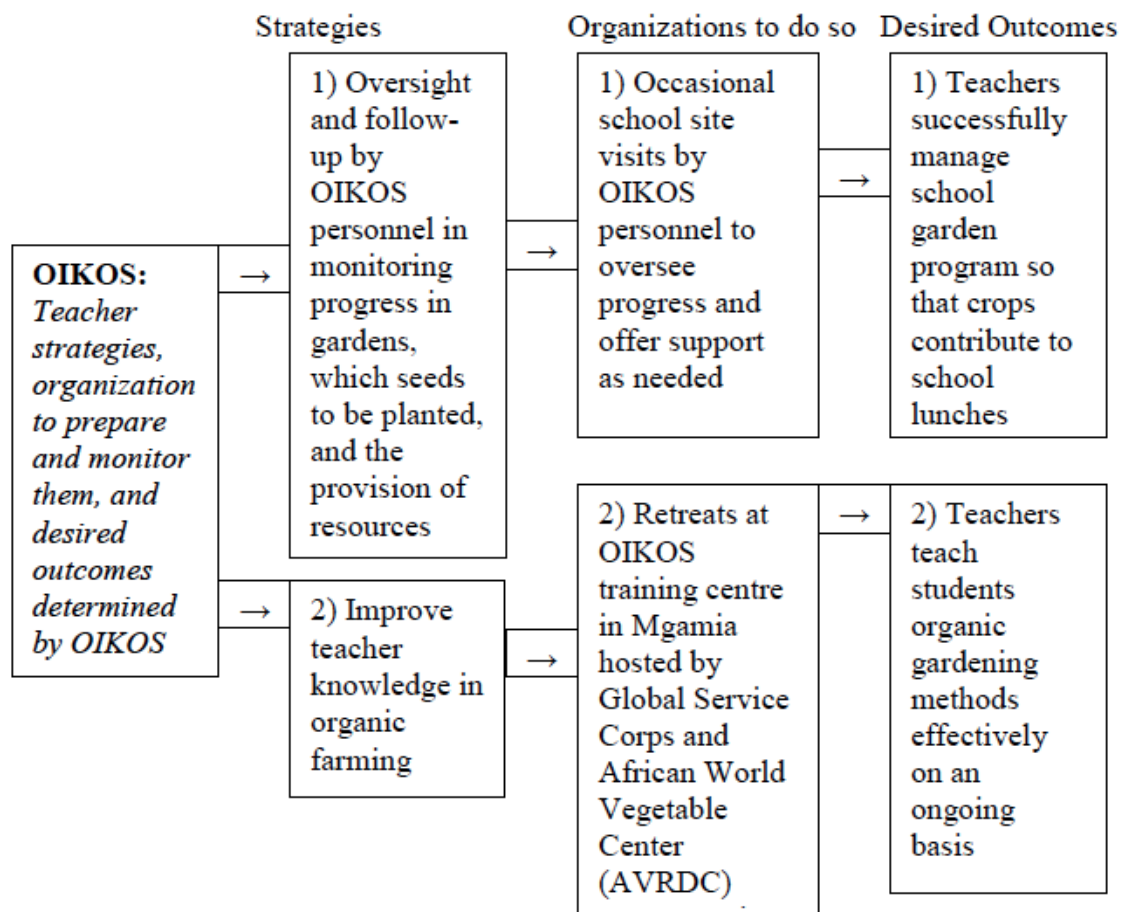 Strategies
Organizations to do so
Desired Outcomes
OIKOS:
Teacher
strategies,
organization
to prepare
and monitor
them, and
desired
outcomes
determined
by OIKOS
→
→
1) Oversight
and follow-
up by
OIKOS
personnel in
monitoring
progress in
gardens,
which seeds
to be planted,
and the
provision of
resources
→
1) Occasional
school site
visits by
OIKOS
personnel to
oversee
progress and
offer support
as needed
→
1) Teachers
successfully
manage
school
garden
program so
that crops
contribute to
school
lunches
2) Improve
teacher
knowledge in
organic
farming
→
2) Retreats at
OIKOS
training centre
in Mgamia
hosted by
Global Service
Corps and
African World
Vegetable
Center
(AVRDC)
→
2) Teachers
teach
students
organic
gardening
methods
effectively
on an
ongoing
basis